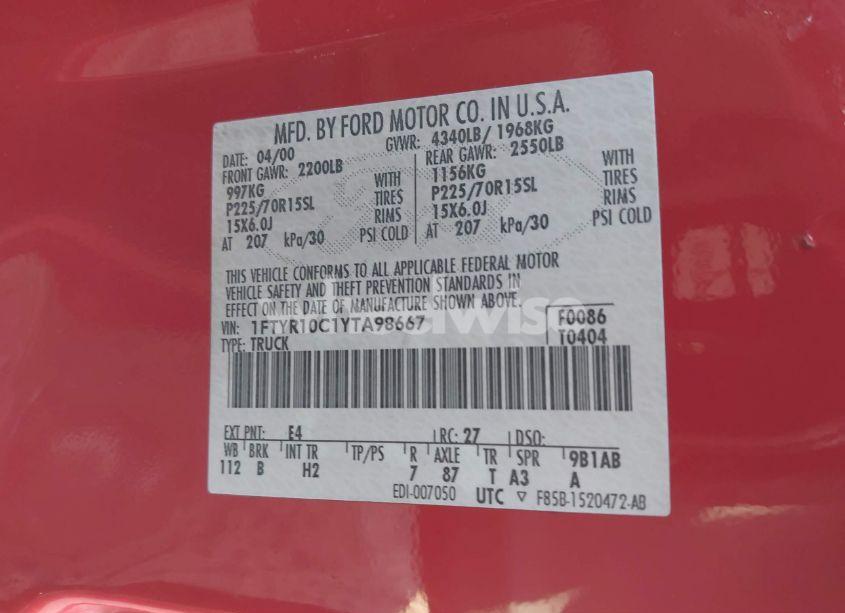 MFD. BY FORD MOTOR CO. IN U.S.A.
DATE: 04/00 GVWR: 4340LB/ 1968KG
FRONT GAWR: 2200LB REAR GAWR: 2550LB
997KG WITH 1156KG WITH
P225/70R15SL TIRES P225/70R15SL TIRES
15X6.0J RIMS 15X6.0J RIMS
AT 207 kPa/30 PSI COLD AT 207 kPa/30 PSI COLD
THIS VEHICLE CONFORMS TO ALL APPLICABLE FEDERAL MOTOR
VEHICLE SAFETY AND THEFT PREVENTION STANDARDS IN
EFFECT ON THE DATE OF MANUFACTURE SHOWN ABOVE.
VIN: 1FTYR10C1YTA98667 F0086
TYPE: TRUCK T0404
EXT PNT: E4 RC: 27 DSO:
WB BRK INT TR TP/PS R AXLE TR SPR 9B1AB
112 B H2 7 87 T A3 A
EDI-007050 UTC ▽ F85B-1520472-AB